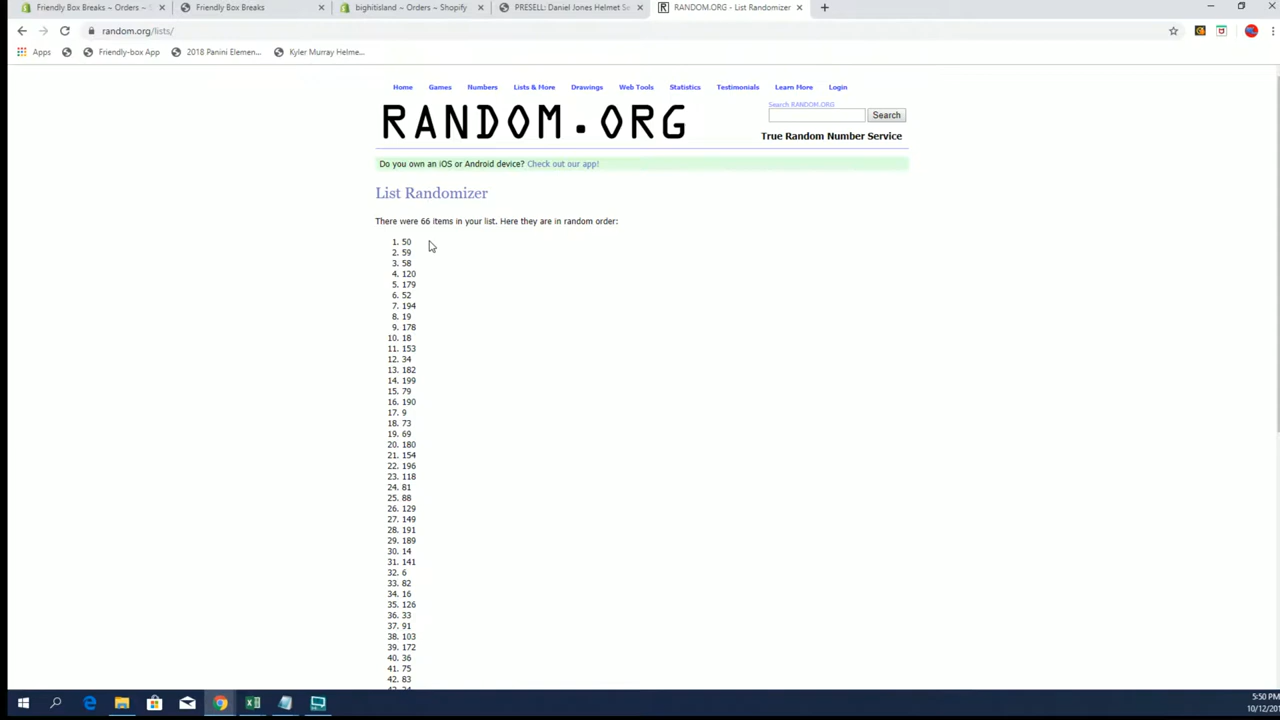 Friendly Box Breaks ~ Orders ~ S
Friendly Box Breaks
bighitisland ~ Orders ~ Shopify
PRESELL: Daniel Jones Helmet Se
RANDOM.ORG - List Randomizer
random.org/lists/
Apps
Friendly-box App
2018 Panini Elemen...
Kyler Murray Helme...
Home
Games
Numbers
Lists & More
Drawings
Web Tools
Statistics
Testimonials
Learn More
Login
RANDOM.ORG
Search RANDOM.ORG
Search
True Random Number Service
Do you own an iOS or Android device? Check out our app!
List Randomizer
There were 66 items in your list. Here they are in random order:
1. 50
2. 59
3. 58
4. 120
5. 179
6. 52
7. 194
8. 19
9. 178
10. 18
11. 153
12. 34
13. 182
14. 199
15. 79
16. 190
17. 9
18. 73
19. 69
20. 180
21. 154
22. 196
23. 118
24. 81
25. 88
26. 129
27. 149
28. 191
29. 189
30. 14
31. 141
32. 6
33. 82
34. 16
35. 126
36. 33
37. 91
38. 103
39. 172
40. 36
41. 75
42. 83
5:50 PM
10/12/201